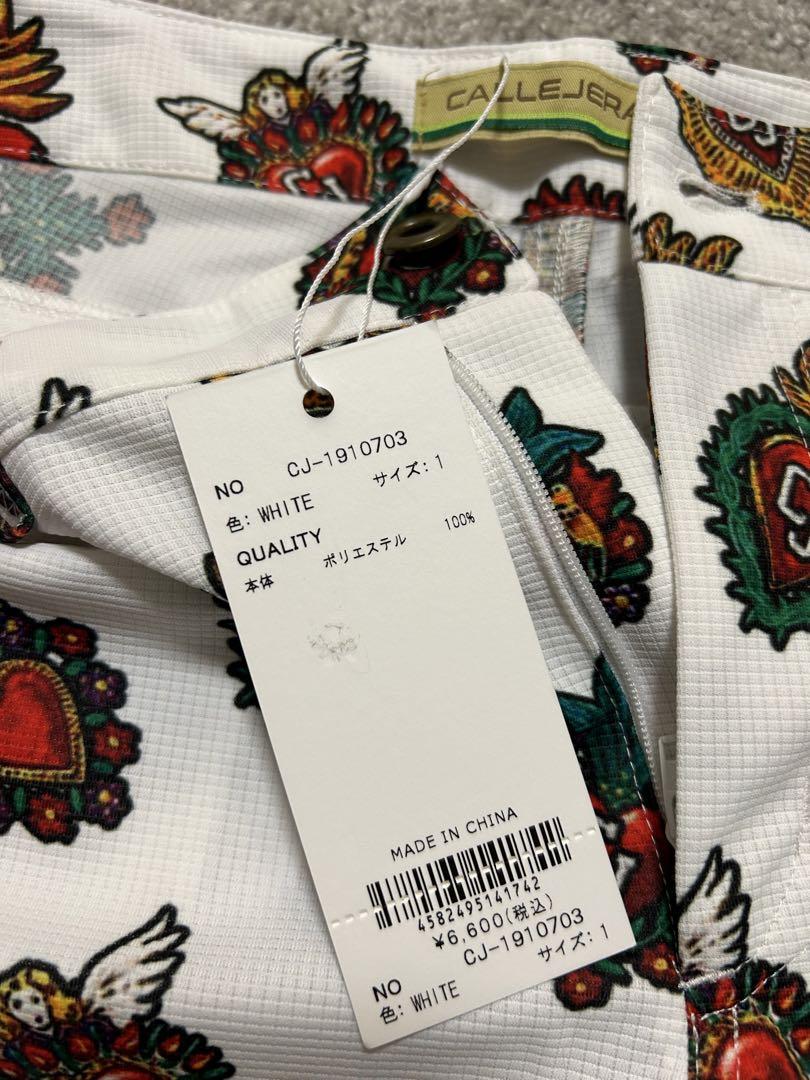 CALLEJERA
NO CJ-1910703
色: WHITE サイズ: 1
QUALITY
本体 ポリエステル 100%
MADE IN CHINA
4582495141742
¥6,600(税込)
NO CJ-1910703
色: WHITE サイズ: 1